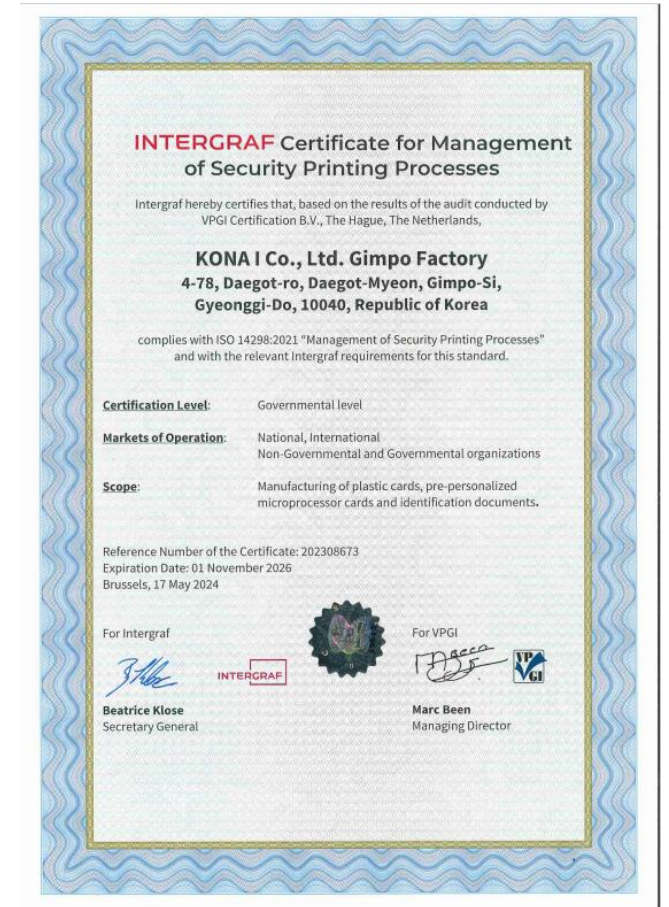 INTERGRAF Certificate for Management
of Security Printing Processes
Intergraf hereby certifies that, based on the results of the audit conducted by
VPGI Certification B.V., The Hague, The Netherlands,
KONA I Co., Ltd. Gimpo Factory
4-78, Daegot-ro, Daegot-Myeon, Gimpo-Si,
Gyeonggi-Do, 10040, Republic of Korea
complies with ISO 14298:2021 "Management of Security Printing Processes"
and with the relevant Intergraf requirements for this standard.
Certification Level: Governmental level
Markets of Operation: National, International
Non-Governmental and Governmental organizations
Scope: Manufacturing of plastic cards, pre-personalized
microprocessor cards and identification documents.
Reference Number of the Certificate: 202308673
Expiration Date: 01 November 2026
Brussels, 17 May 2024
For Intergraf For VPGI
INTERGRAF
VP
GI
Beatrice Klose Marc Been
Secretary General Managing Director